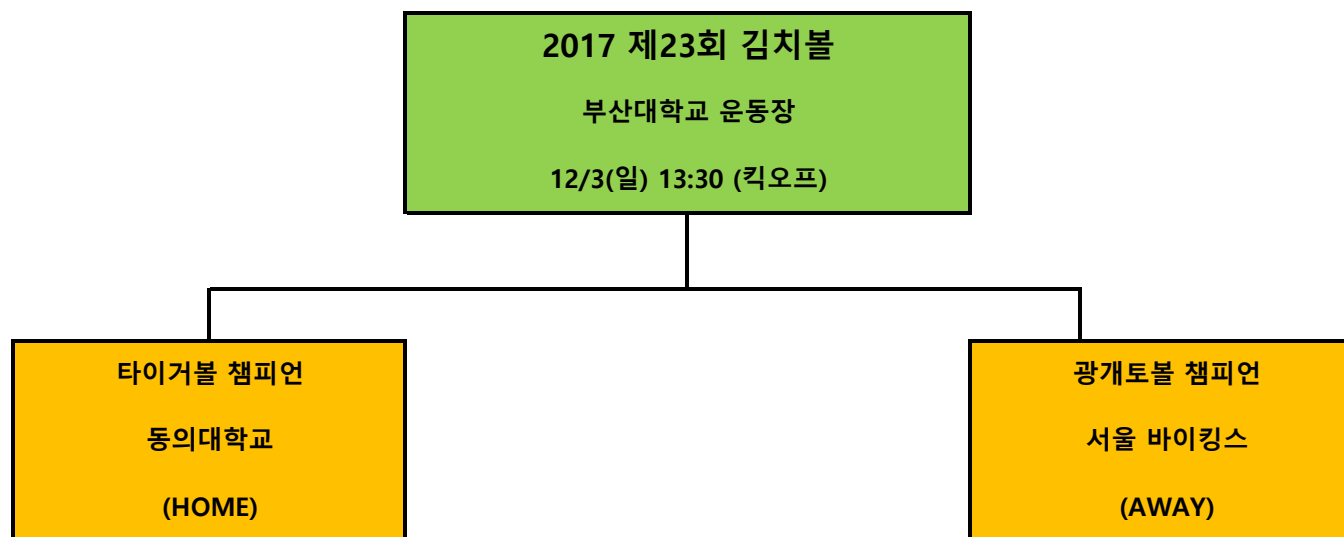 2017 제23회 김치볼
부산대학교 운동장
12/3(일) 13:30 (킥오프)
타이거볼 챔피언
동의대학교
(HOME)
광개토볼 챔피언
서울 바이킹스
(AWAY)